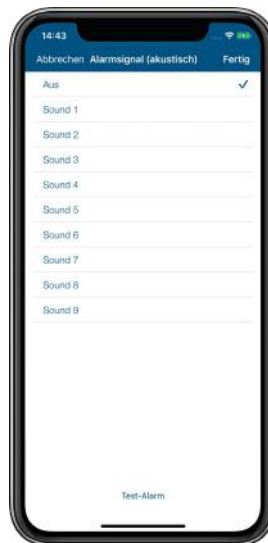 14:43
Abbrechen Alarmsignal (akustisch) Fertig
Aus
Sound 1
Sound 2
Sound 3
Sound 4
Sound 5
Sound 6
Sound 7
Sound 8
Sound 9
Test-Alarm